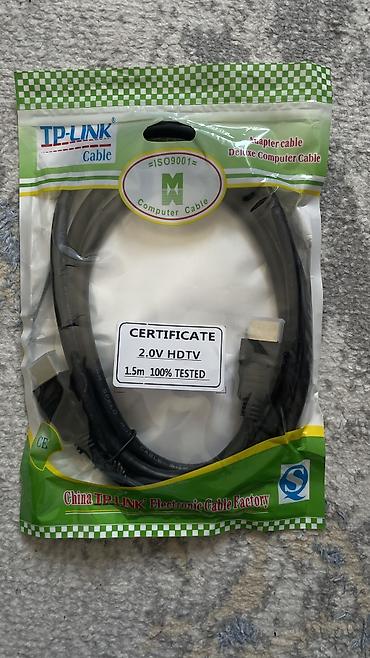 TP-LINK®
Cable
Adapter cable
Deluxe Computer Cable
=ISO9001=
Computer Cable
CERTIFICATE
2.0V HDTV
1.5m 100% TESTED
CE
China TP-LINK Electronic Cable Factory